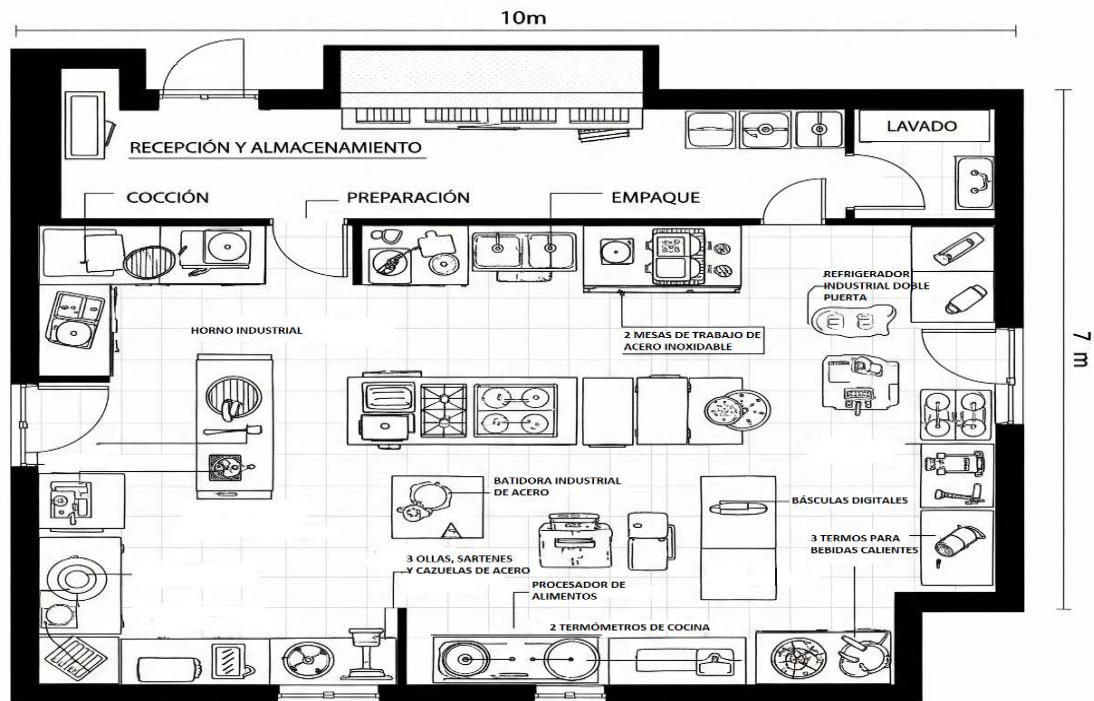 10m
LAVADO
RECEPCIÓN Y ALMACENAMIENTO
COCCIÓN
PREPARACIÓN
EMPAQUE
REFRIGERADOR
INDUSTRIAL DOBLE
PUERTA
HORNO INDUSTRIAL
2 MESAS DE TRABAJO DE
ACERO INOXIDABLE
7 m
BATIDORA INDUSTRIAL
DE ACERO
BÁSCULAS DIGITALES
3 TERMOS PARA
BEBIDAS CALIENTES
3 OLLAS, SARTENES
Y CAZUELAS DE ACERO
PROCESADOR DE
ALIMENTOS
2 TERMÓMETROS DE COCINA